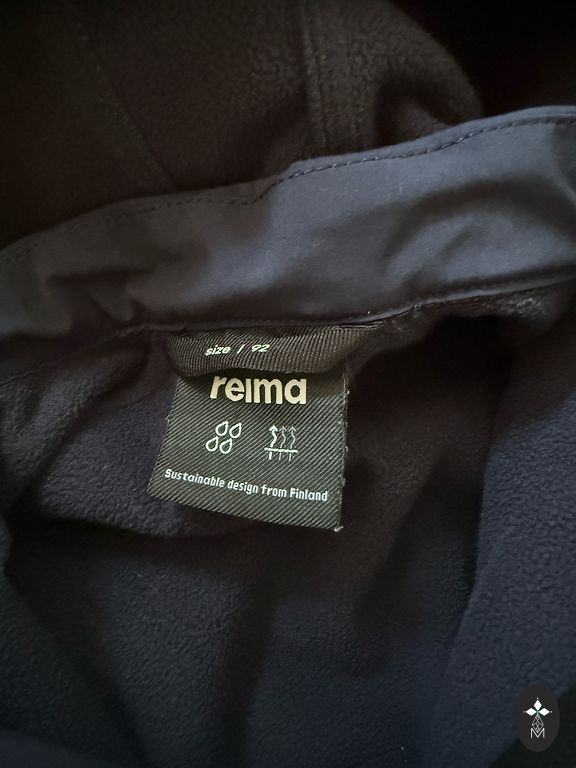 size / 92
reima
Sustainable design from Finland
M